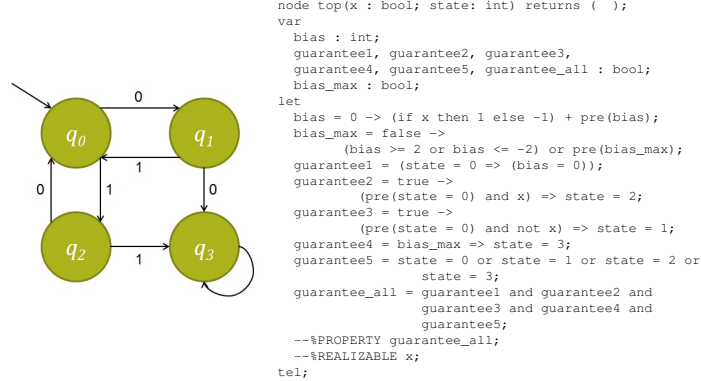 0
q0
q1
1
0
1
0
q2
q3
1
node top(x : bool; state: int) returns (  );
var
  bias : int;
  guarantee1, guarantee2, guarantee3,
  guarantee4, guarantee5, guarantee_all : bool;
  bias_max : bool;
let
  bias = 0 -> (if x then 1 else -1) + pre(bias);
  bias_max = false ->
        (bias >= 2 or bias <= -2) or pre(bias_max);
  guarantee1 = (state = 0 => (bias = 0));
  guarantee2 = true ->
          (pre(state = 0) and x) => state = 2;
  guarantee3 = true ->
          (pre(state = 0) and not x) => state = 1;
  guarantee4 = bias_max => state = 3;
  guarantee5 = state = 0 or state = 1 or state = 2 or
                  state = 3;
  guarantee_all = guarantee1 and guarantee2 and
                  guarantee3 and guarantee4 and
                  guarantee5;
  --%PROPERTY guarantee_all;
  --%REALIZABLE x;
tel;